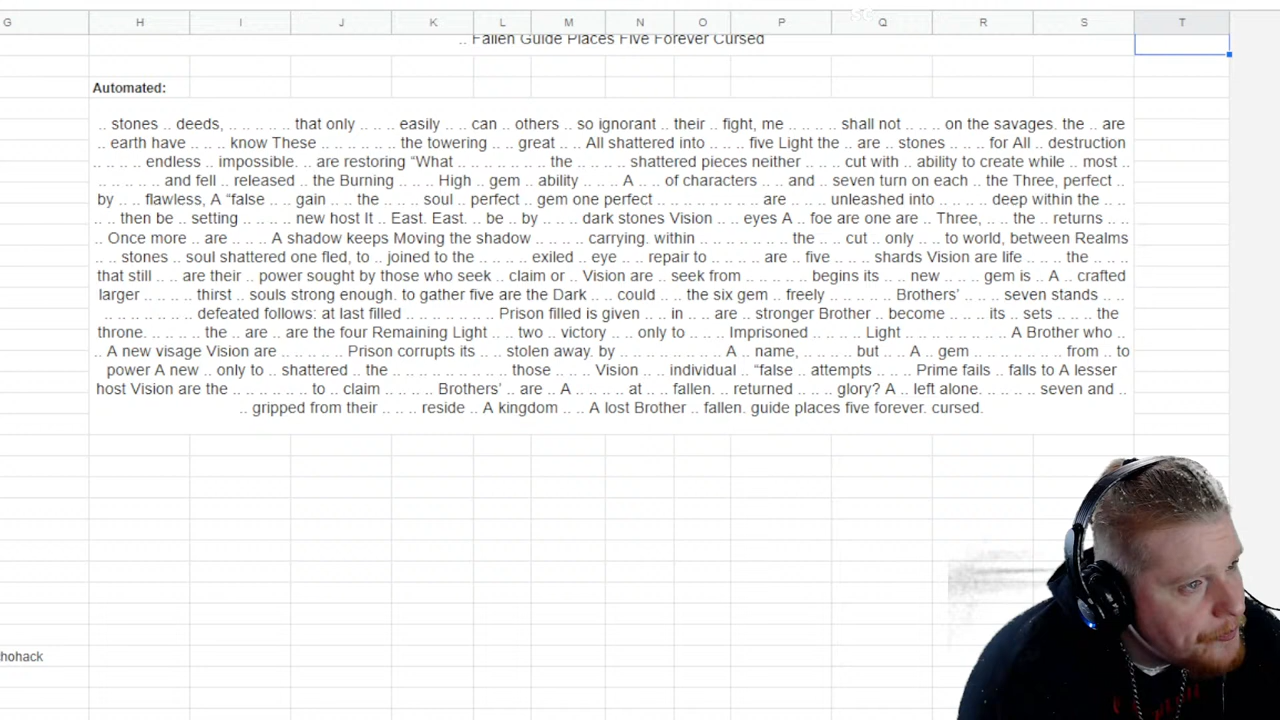 G H I J K L M N O P Q R S T
.. Fallen Guide Places Five Forever Cursed
Automated:
.. stones .. deeds, .. .. .. .. that only .. .. .. easily .. .. can .. others .. so ignorant .. their .. fight, me .. .. .. .. shall not .. .. .. on the savages. the .. are
.. earth have .. .. .. know These .. .. .. .. .. the towering .. great .. .. All shattered into .. .. .. five Light the .. are .. stones .. .. .. for All .. destruction
.. .. .. .. endless .. impossible. .. are restoring “What .. .. .. .. .. .. .. the .. .. .. .. shattered pieces neither .. .. cut with .. ability to create while .. most ..
.. .. .. .. .. and fell .. released .. the Burning .. .. .. High .. gem .. ability .. .. .. A .. .. of characters .. .. and .. seven turn on each .. the Three, perfect ..
by .. .. flawless, A “false .. gain .. .. the .. .. .. soul .. perfect .. gem one perfect .. .. .. .. .. .. .. .. are .. .. unleashed into .. .. .. .. deep within the .. ..
.. .. then be .. setting .. .. .. .. new host It .. East. East. .. be .. by .. .. .. dark stones Vision .. .. eyes A .. foe are one are .. Three, .. .. the .. returns ..
.. Once more .. are .. .. .. A shadow keeps Moving the shadow .. .. .. .. carrying. within .. .. .. .. .. .. .. the .. .. cut .. only .. .. to world, between Realms
.. .. stones .. soul shattered one fled, to .. joined to the .. .. .. .. exiled .. eye .. .. repair to .. .. .. .. are .. five .. .. shards Vision are life .. .. the .. ..
that still .. .. are their .. power sought by those who seek .. claim or .. Vision are .. seek from .. .. .. .. .. begins its .. .. new .. .. gem is .. A .. crafted
larger .. .. .. .. thirst .. souls strong enough. to gather five are the Dark .. .. could .. .. the six gem .. freely .. .. .. .. .. Brothers’ .. .. .. seven stands .. ..
.. .. .. .. .. .. defeated follows: at last filled .. .. .. .. .. .. Prison filled is given .. .. in .. .. are .. stronger Brother .. become .. .. its .. sets .. .. the
throne. .. .. .. .. the .. are .. are the four Remaining Light .. .. two .. victory .. .. only to .. .. Imprisoned .. .. .. Light .. .. .. .. .. .. .. A Brother who ..
.. A new visage Vision are .. .. .. .. .. Prison corrupts its .. .. stolen away. by .. .. .. .. .. .. .. A .. name, .. .. .. .. but .. A .. gem .. .. .. .. .. .. from .. to
power A new .. only to .. shattered .. the .. .. .. .. .. .. .. those .. .. Vision .. individual .. “false .. attempts .. .. .. Prime fails .. falls to A lesser
host Vision are the .. .. .. .. .. to .. claim .. .. .. .. Brothers’ .. are .. A .. .. .. at .. fallen. .. returned .. .. glory? A .. left alone. .. .. .. .. seven and ..
.. gripped from their .. .. .. reside .. A kingdom .. .. A lost Brother .. fallen. guide places five forever. cursed.
hohack